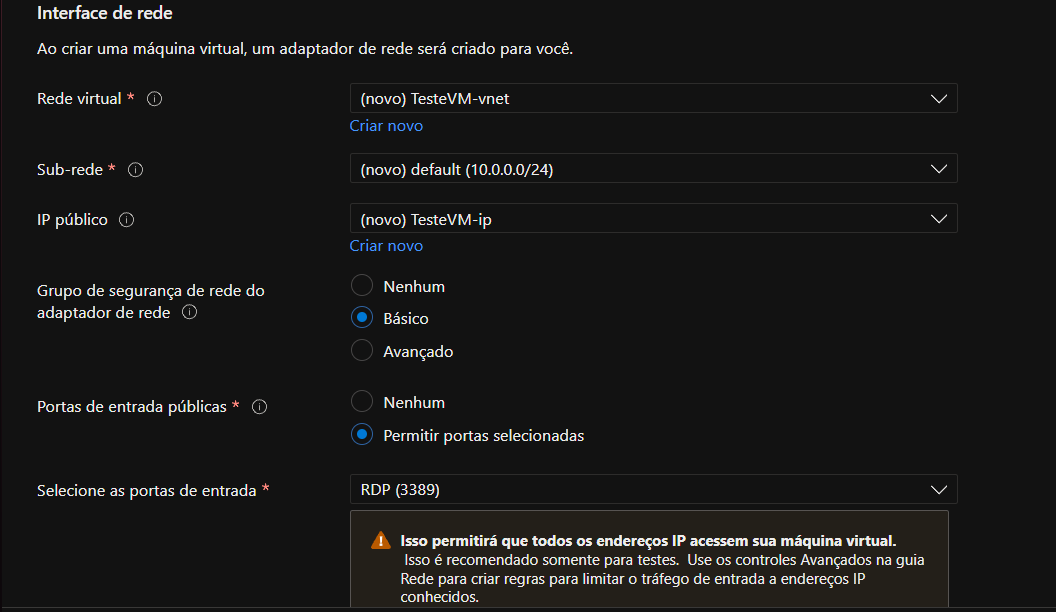 Interface de rede
Ao criar uma máquina virtual, um adaptador de rede será criado para você.
Rede virtual *
(novo) TesteVM-vnet
Criar novo
Sub-rede *
(novo) default (10.0.0.0/24)
IP público
(novo) TesteVM-ip
Criar novo
Grupo de segurança de rede do
adaptador de rede
Nenhum
Básico
Avançado
Portas de entrada públicas *
Nenhum
Permitir portas selecionadas
Selecione as portas de entrada *
RDP (3389)
Isso permitirá que todos os endereços IP acessem sua máquina virtual.
Isso é recomendado somente para testes. Use os controles Avançados na guia
Rede para criar regras para limitar o tráfego de entrada a endereços IP
conhecidos.